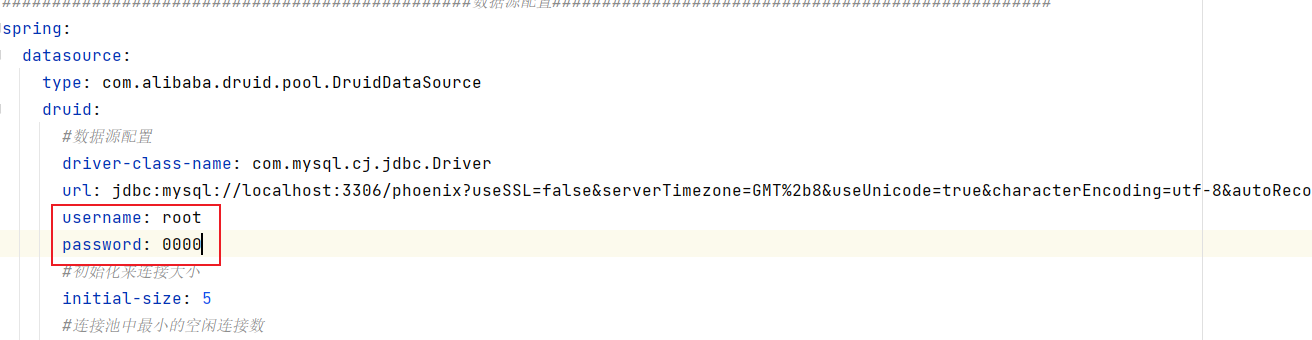 ################################################数据源配置##################################################
spring:
datasource:
type: com.alibaba.druid.pool.DruidDataSource
druid:
#数据源配置
driver-class-name: com.mysql.cj.jdbc.Driver
url: jdbc:mysql://localhost:3306/phoenix?useSSL=false&serverTimezone=GMT%2b8&useUnicode=true&characterEncoding=utf-8&autoReco
username: root
password: 0000
#初始化来连接大小
initial-size: 5
#连接池中最小的空闲连接数